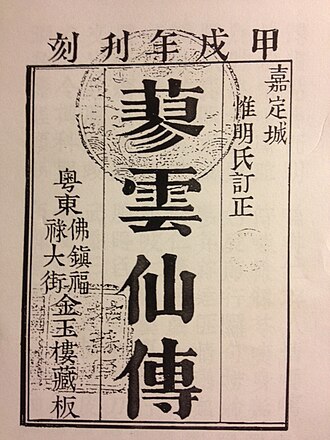 甲戌年刊刻
嘉定城
惟明氏訂正
蓼雲仙傳
粵東佛鎮福祿大街金玉樓藏板